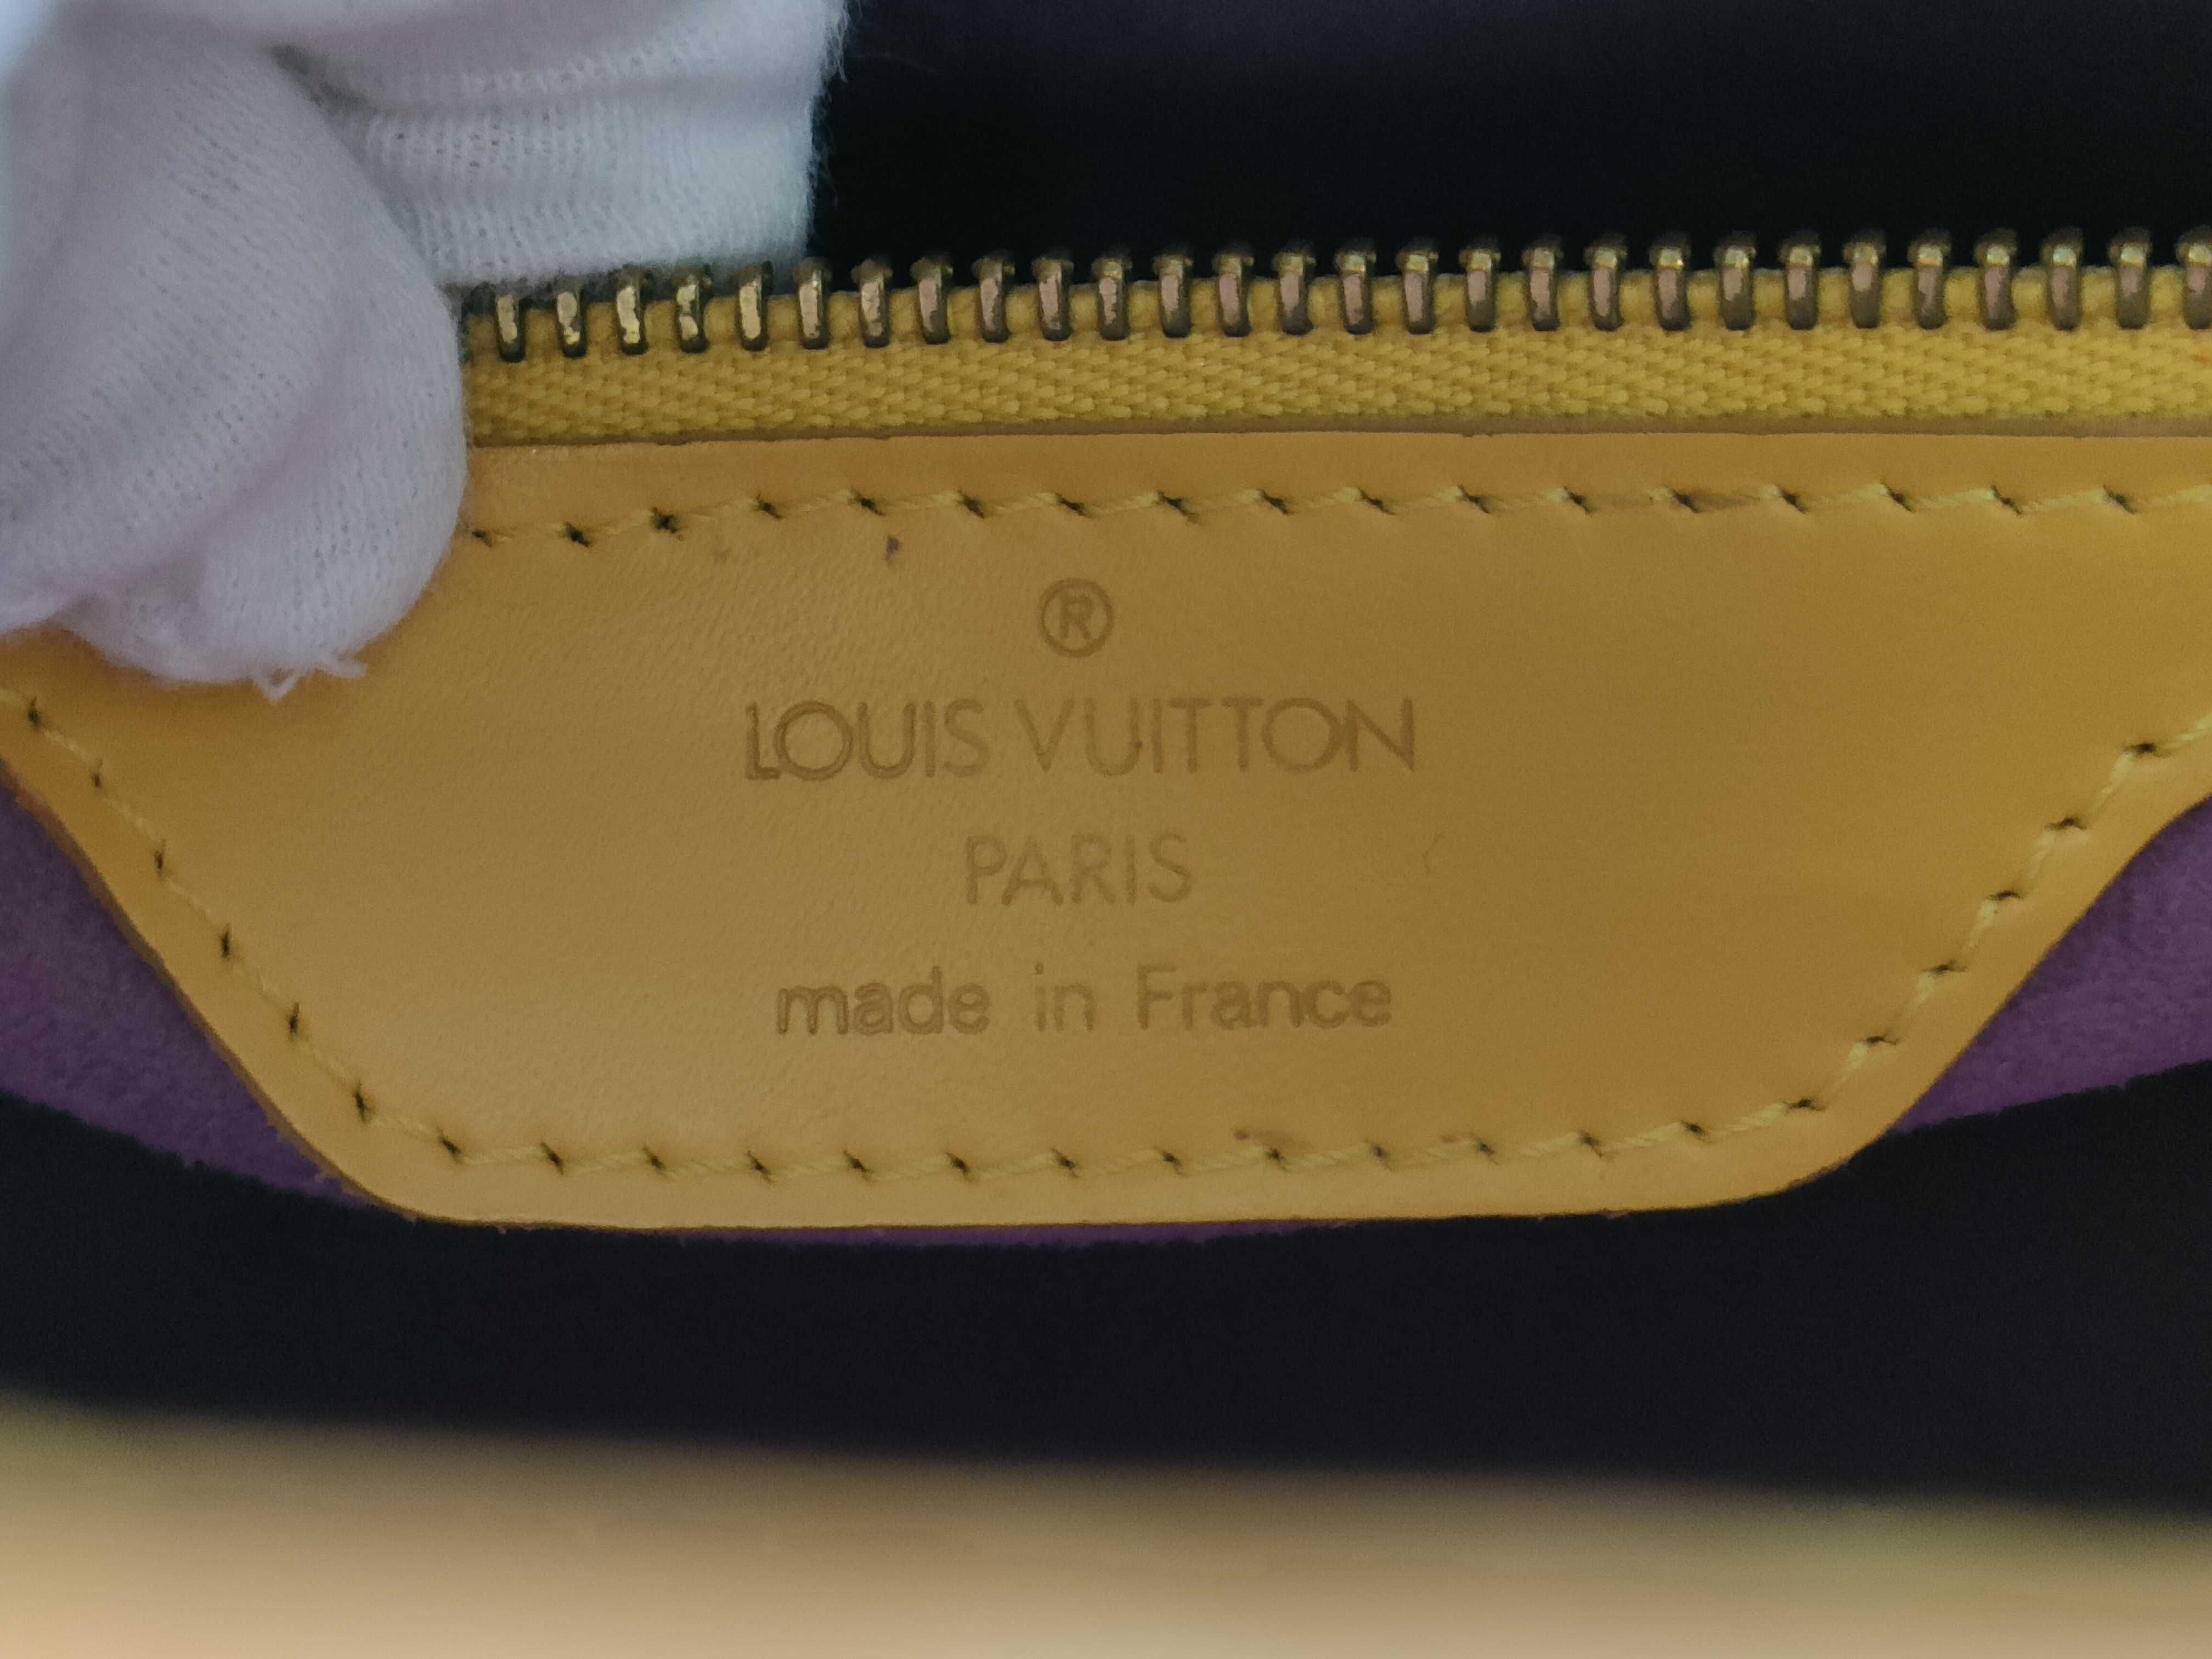 ®
LOUIS VUITTON
PARIS
made in France